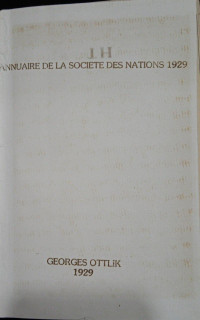 ANNUAIRE DE LA SOCIETE DES NATIONS 1929
GEORGES OTTLIK
1929